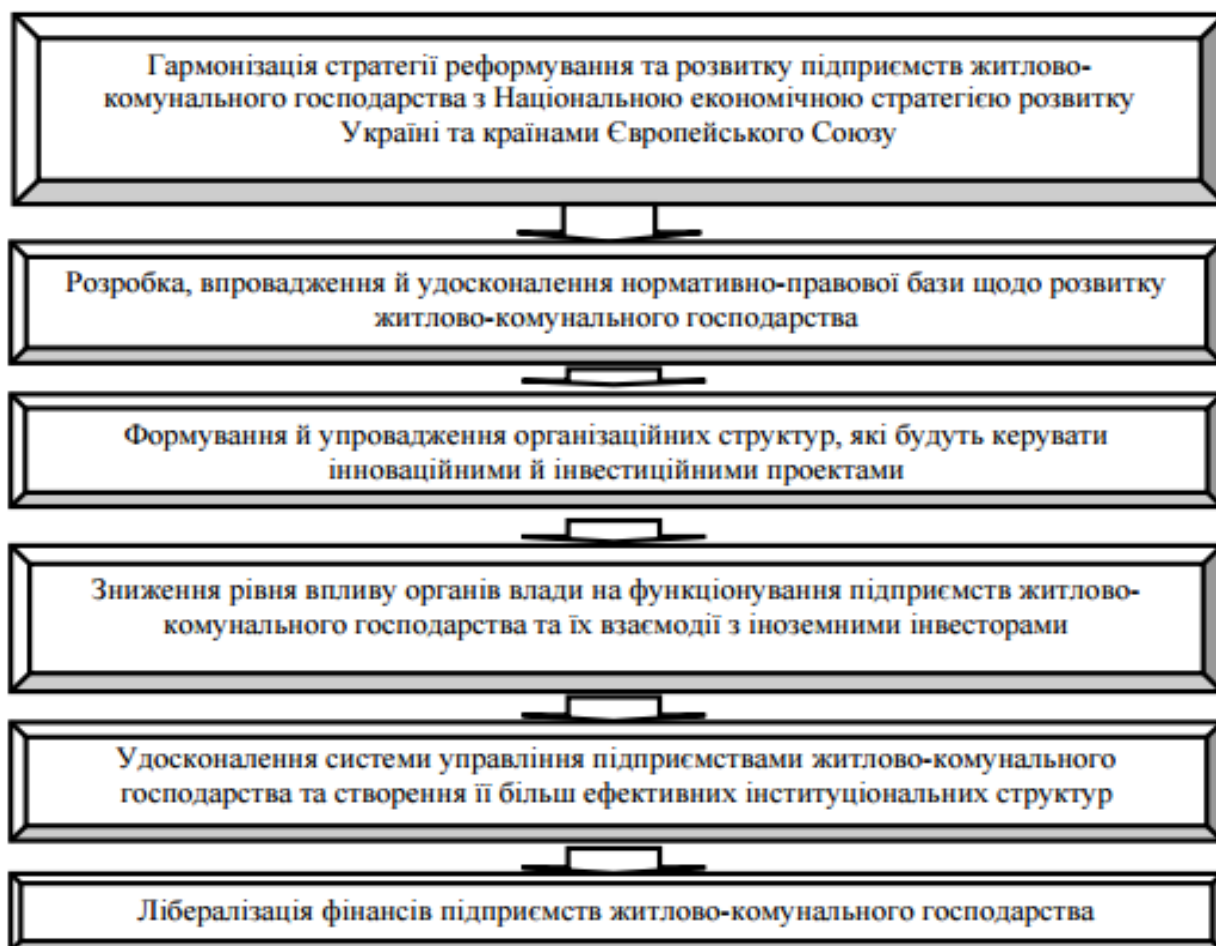 Гармонізація стратегії реформування та розвитку підприємств житлово-
комунального господарства з Національною економічною стратегією розвитку
Україні та країнами Європейського Союзу
Розробка, впровадження й удосконалення нормативно-правової бази щодо розвитку
житлово-комунального господарства
Формування й упровадження організаційних структур, які будуть керувати
інноваційними й інвестиційними проектами
Зниження рівня впливу органів влади на функціонування підприємств житлово-
комунального господарства та їх взаємодії з іноземними інвесторами
Удосконалення системи управління підприємствами житлово-комунального
господарства та створення її більш ефективних інституціональних структур
Лібералізація фінансів підприємств житлово-комунального господарства